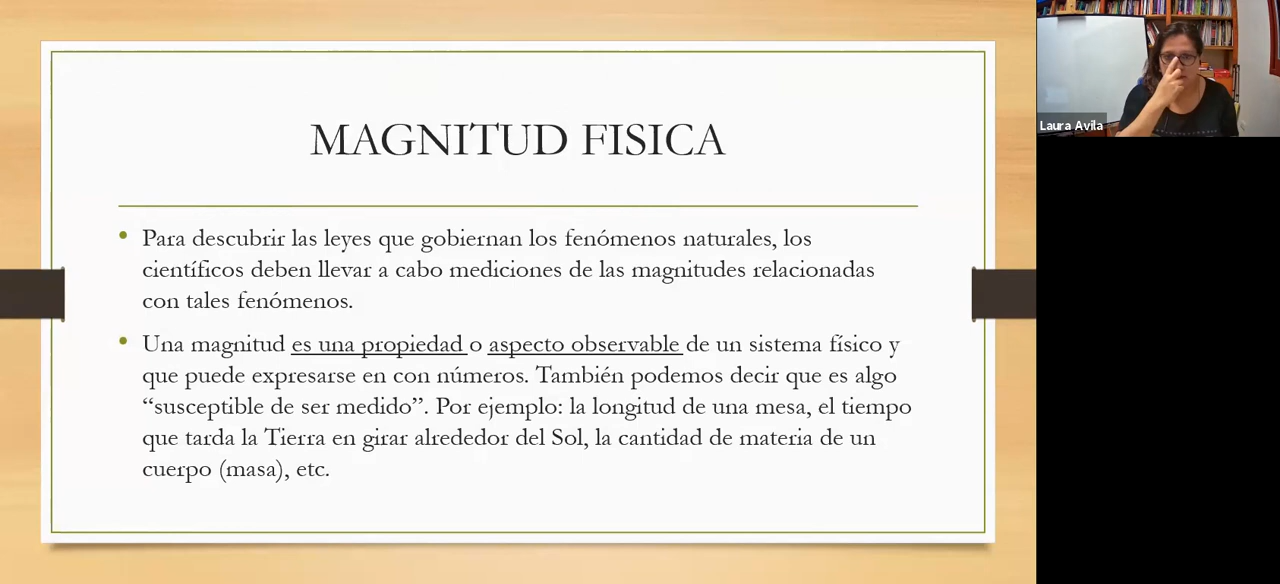 MAGNITUD FISICA
Para descubrir las leyes que gobiernan los fenómenos naturales, los
científicos deben llevar a cabo mediciones de las magnitudes relacionadas
con tales fenómenos.
Una magnitud es una propiedad o aspecto observable de un sistema físico y
que puede expresarse en con números. También podemos decir que es algo
“susceptible de ser medido”. Por ejemplo: la longitud de una mesa, el tiempo
que tarda la Tierra en girar alrededor del Sol, la cantidad de materia de un
cuerpo (masa), etc.
Laura Avila